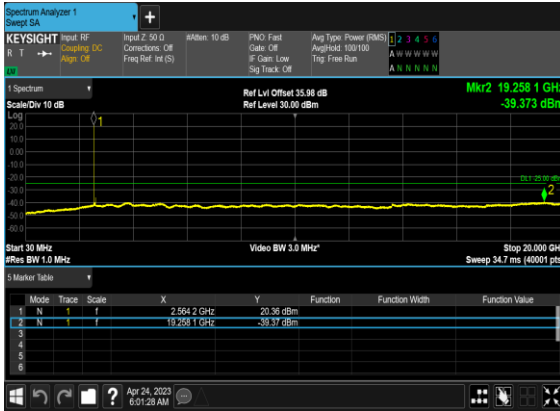 Spectrum Analyzer 1
Swept SA
+
KEYSIGHT Input: RF Input Z: 50 Ω #Atten: 10 dB PNO: Fast Avg Type: Power (RMS) 1 2 3 4 5 6
R T Coupling: DC Corrections: Off Gate: Off Avg|Hold: 100/100 A W W W W W
Align: Off Freq Ref: Int (S) IF Gain: Low Trig: Free Run
Sig Track: Off A N N N N N
1 Spectrum
Scale/Div 10 dB
Ref Lvl Offset 35.98 dB
Ref Level 30.00 dBm
Mkr2 19.258 1 GHz
-39.373 dBm
Log
20.0
10.0
0.00
-10.0
-20.0
-30.0
-40.0
-50.0
-60.0
1
DL1 -25.00 dBm
2
Start 30 MHz Video BW 3.0 MHz* Stop 20.000 GHz
#Res BW 1.0 MHz Sweep 34.7 ms (40001 pts)
5 Marker Table
Mode Trace Scale X Y Function Function Width Function Value
1 N 1 f 2.564 2 GHz 20.36 dBm
2 N 1 f 19.258 1 GHz -39.37 dBm
3
4
5
6
?
Apr 24, 2023
6:01:28 AM